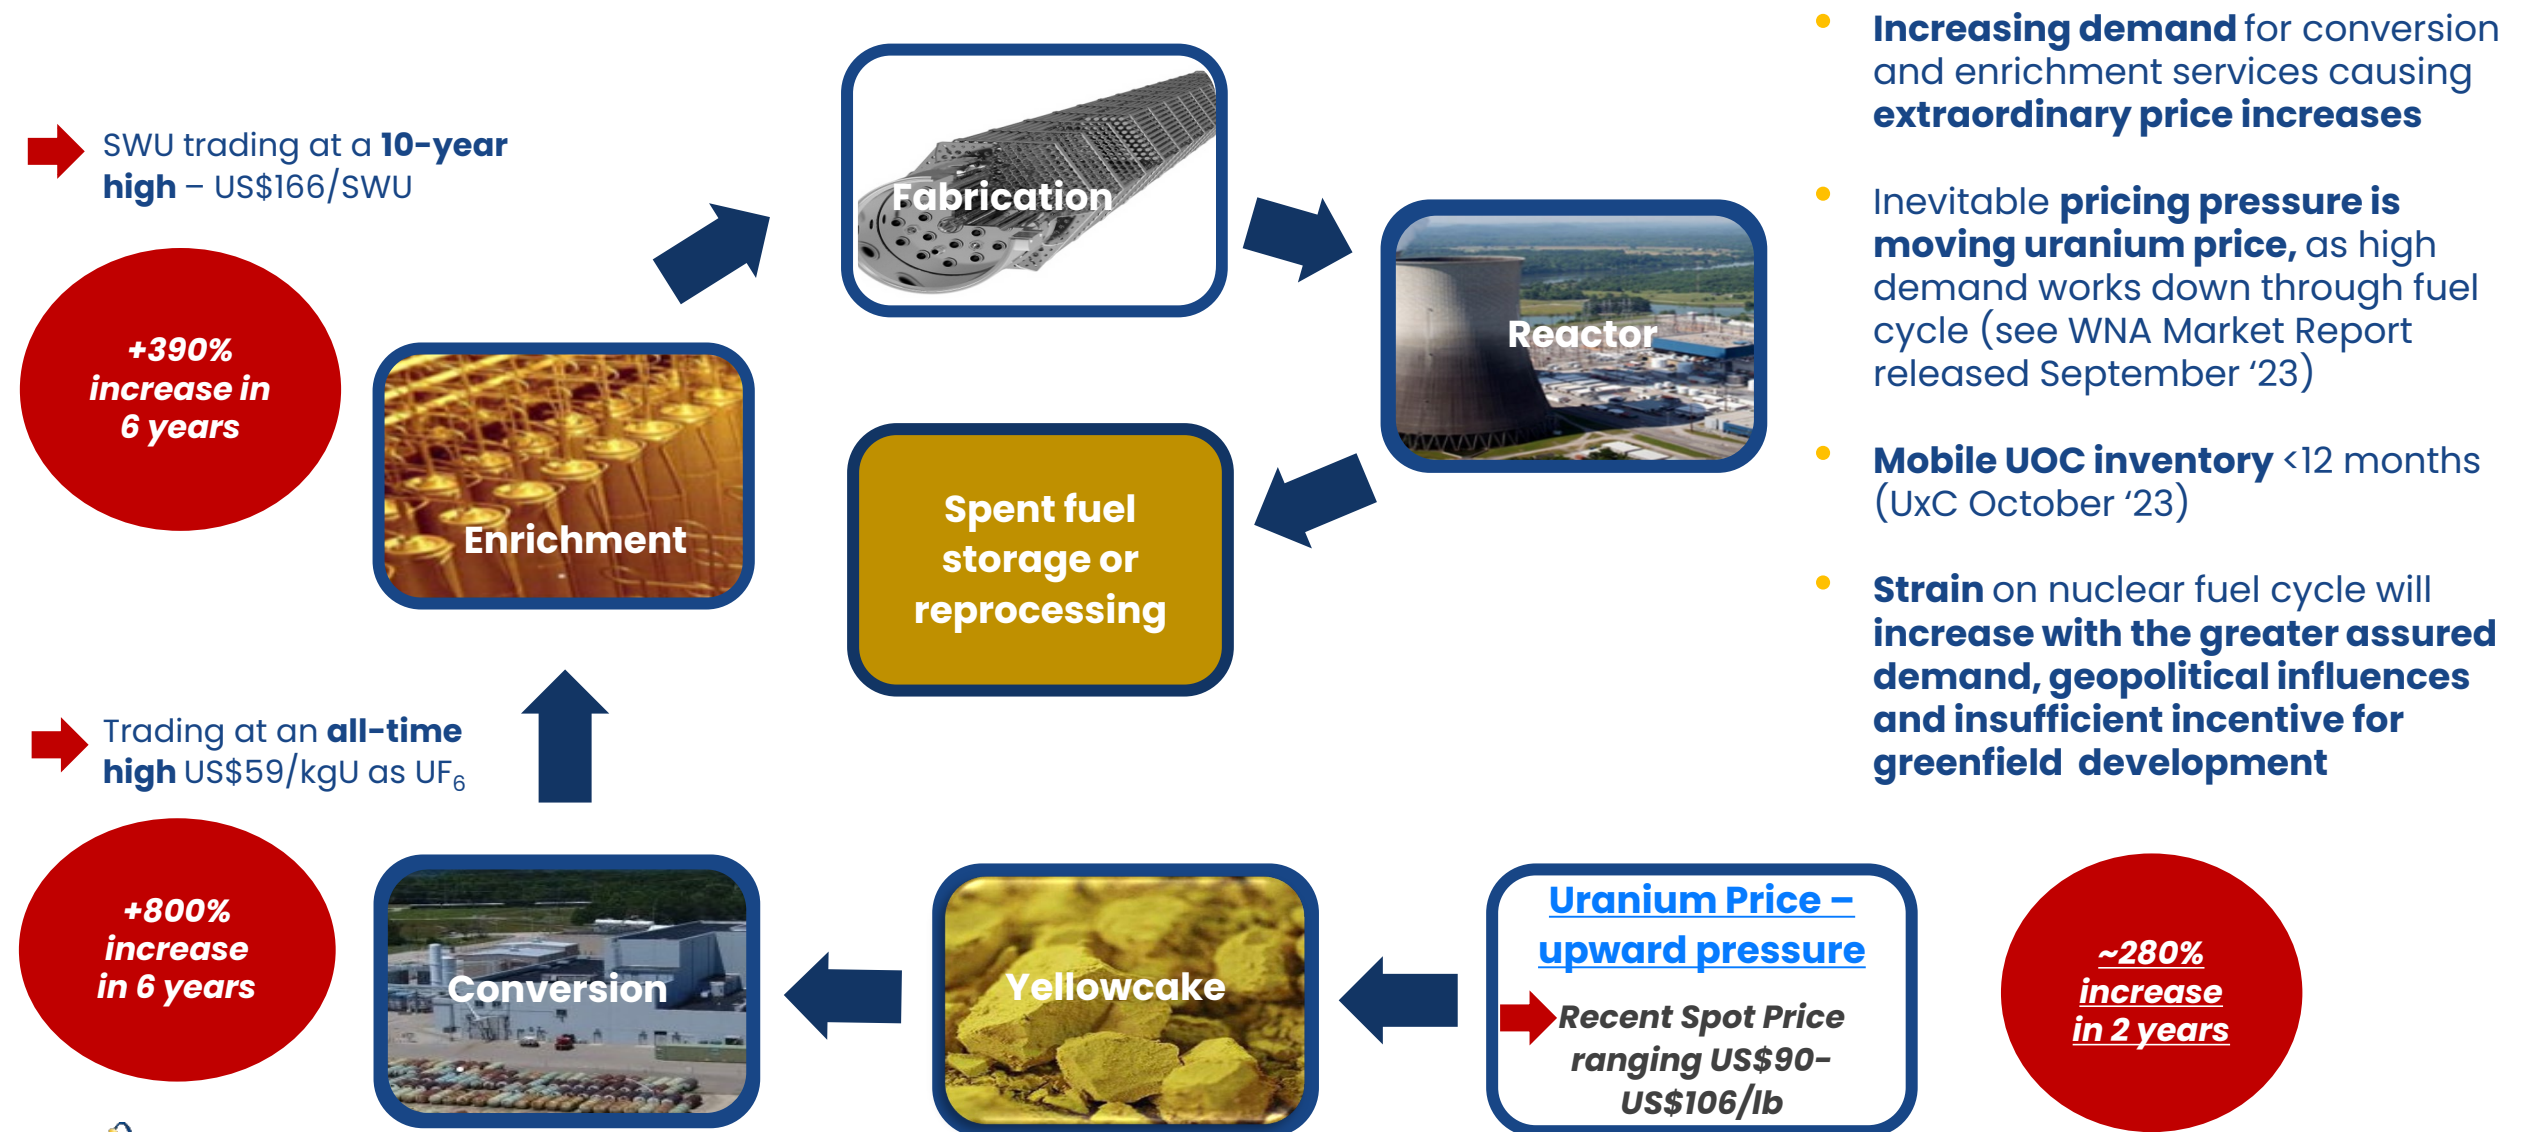 SWU trading at a 10-year
high – US$166/SWU
+390%
increase in
6 years
Fabrication
Reactor
Enrichment
Spent fuel
storage or
reprocessing
Trading at an all-time
high US$59/kgU as UF₆
+800%
increase
in 6 years
Conversion
Yellowcake
Uranium Price –
upward pressure
Recent Spot Price
ranging US$90-
US$106/lb
~280%
increase
in 2 years
• Increasing demand for conversion
and enrichment services causing
extraordinary price increases
• Inevitable pricing pressure is
moving uranium price, as high
demand works down through fuel
cycle (see WNA Market Report
released September ‘23)
• Mobile UOC inventory <12 months
(UxC October ‘23)
• Strain on nuclear fuel cycle will
increase with the greater assured
demand, geopolitical influences
and insufficient incentive for
greenfield development